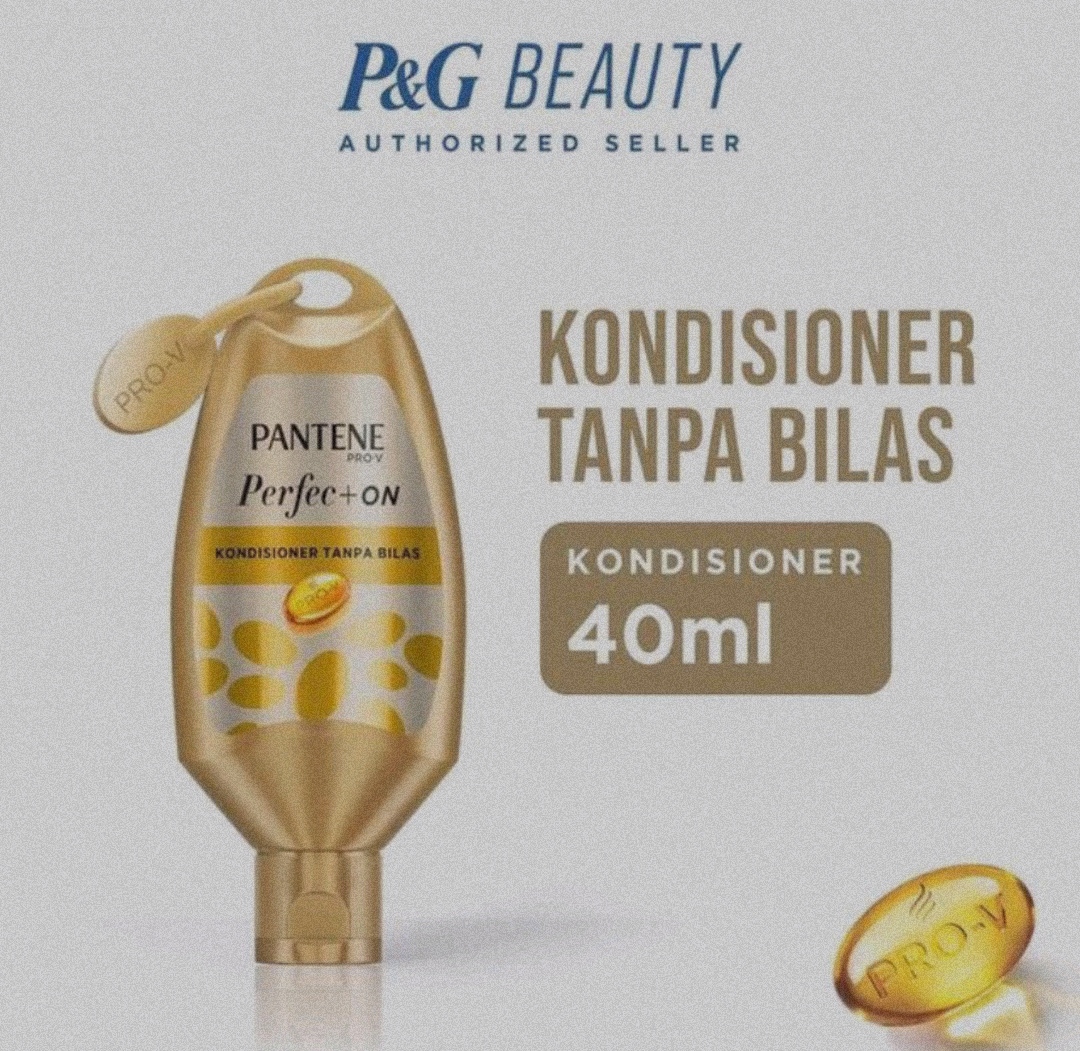 P&G BEAUTY
AUTHORIZED SELLER
PRO-V
PANTENE
PRO-V
Perfec+ON
KONDISIONER TANPA BILAS
PRO-V
KONDISIONER
TANPA BILAS
KONDISIONER
40ml
PRO-V